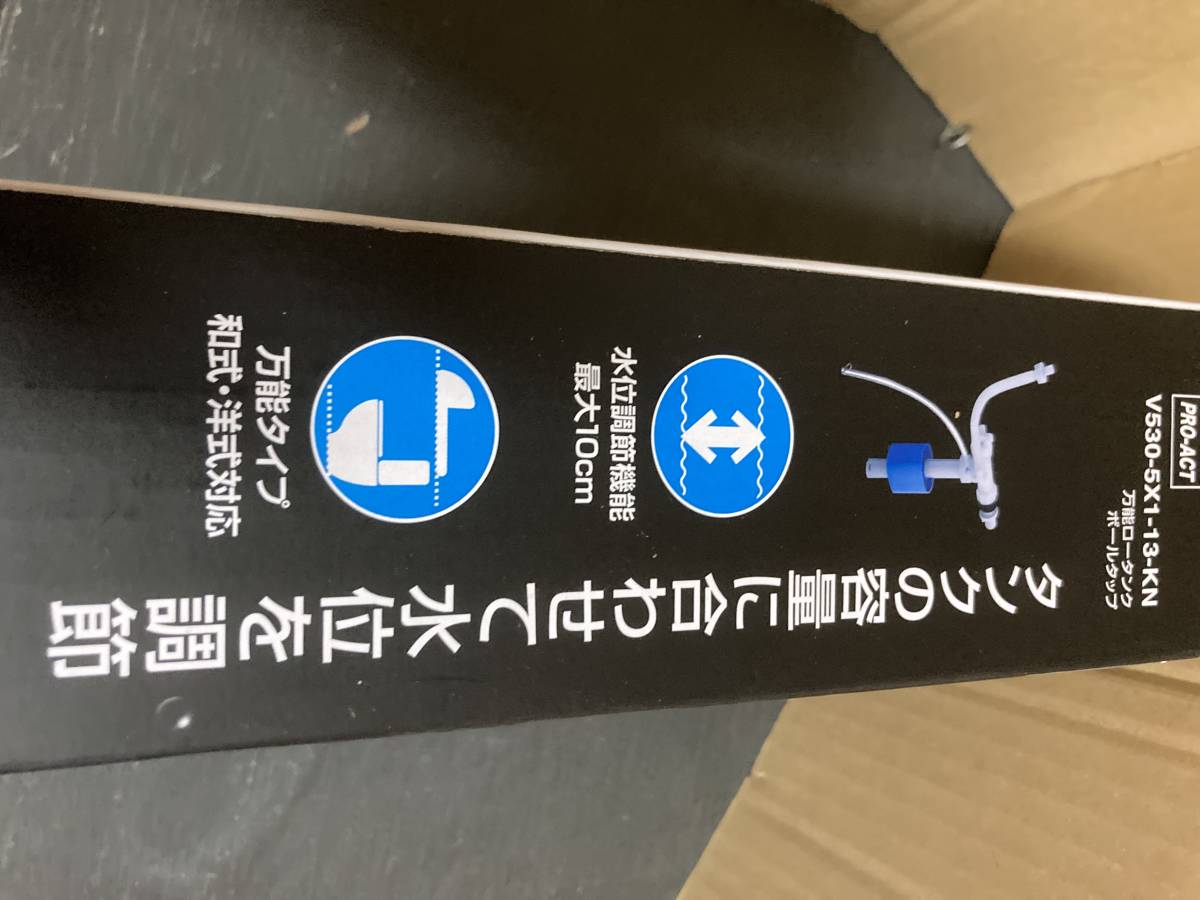 PRO-ACT
V530-5X1-13-KN
万能ロータンク
ボールタップ
タンクの容量に合わせて水位を調節
水位調節機能
最大10cm
万能タイプ
和式・洋式対応